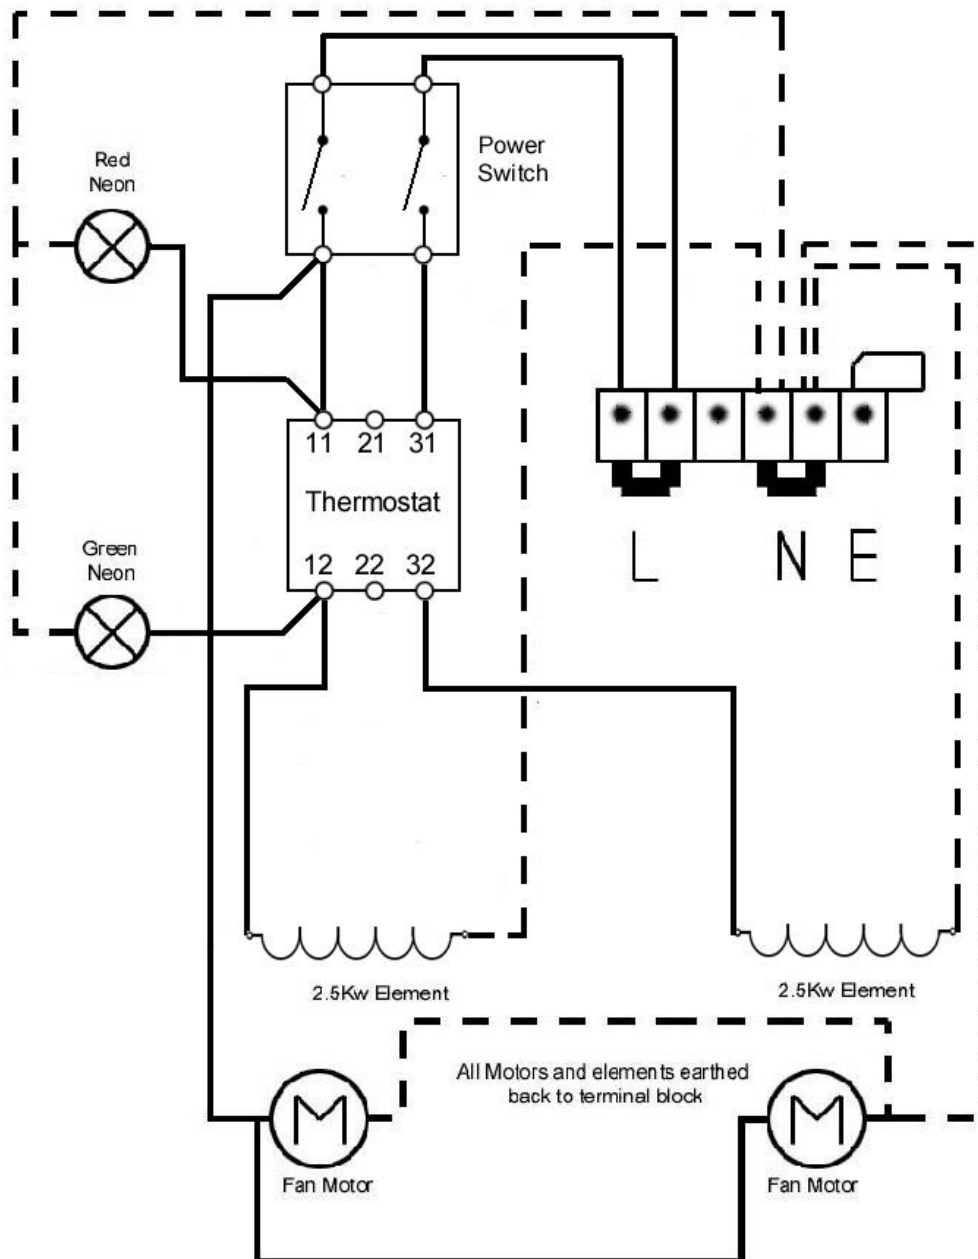 Power
Switch
Red
Neon
11 21 31
Thermostat
12 22 32
L N E
Green
Neon
2.5Kw Element
2.5Kw Element
All Motors and elements earthed
back to terminal block
M
M
Fan Motor
Fan Motor